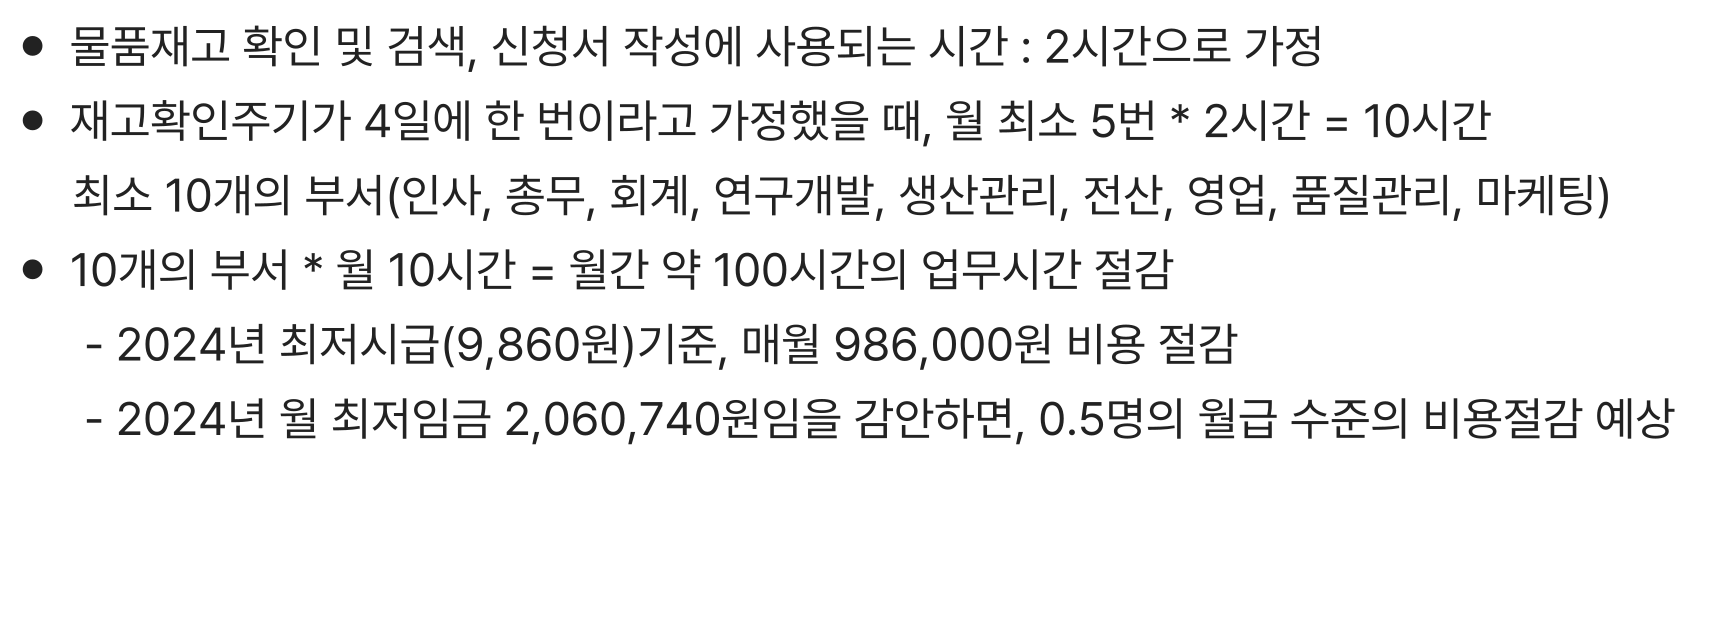 ● 물품재고 확인 및 검색, 신청서 작성에 사용되는 시간 : 2시간으로 가정
● 재고확인주기가 4일에 한 번이라고 가정했을 때, 월 최소 5번 * 2시간 = 10시간
최소 10개의 부서(인사, 총무, 회계, 연구개발, 생산관리, 전산, 영업, 품질관리, 마케팅)
● 10개의 부서 * 월 10시간 = 월간 약 100시간의 업무시간 절감
- 2024년 최저시급(9,860원)기준, 매월 986,000원 비용 절감
- 2024년 월 최저임금 2,060,740원임을 감안하면, 0.5명의 월급 수준의 비용절감 예상